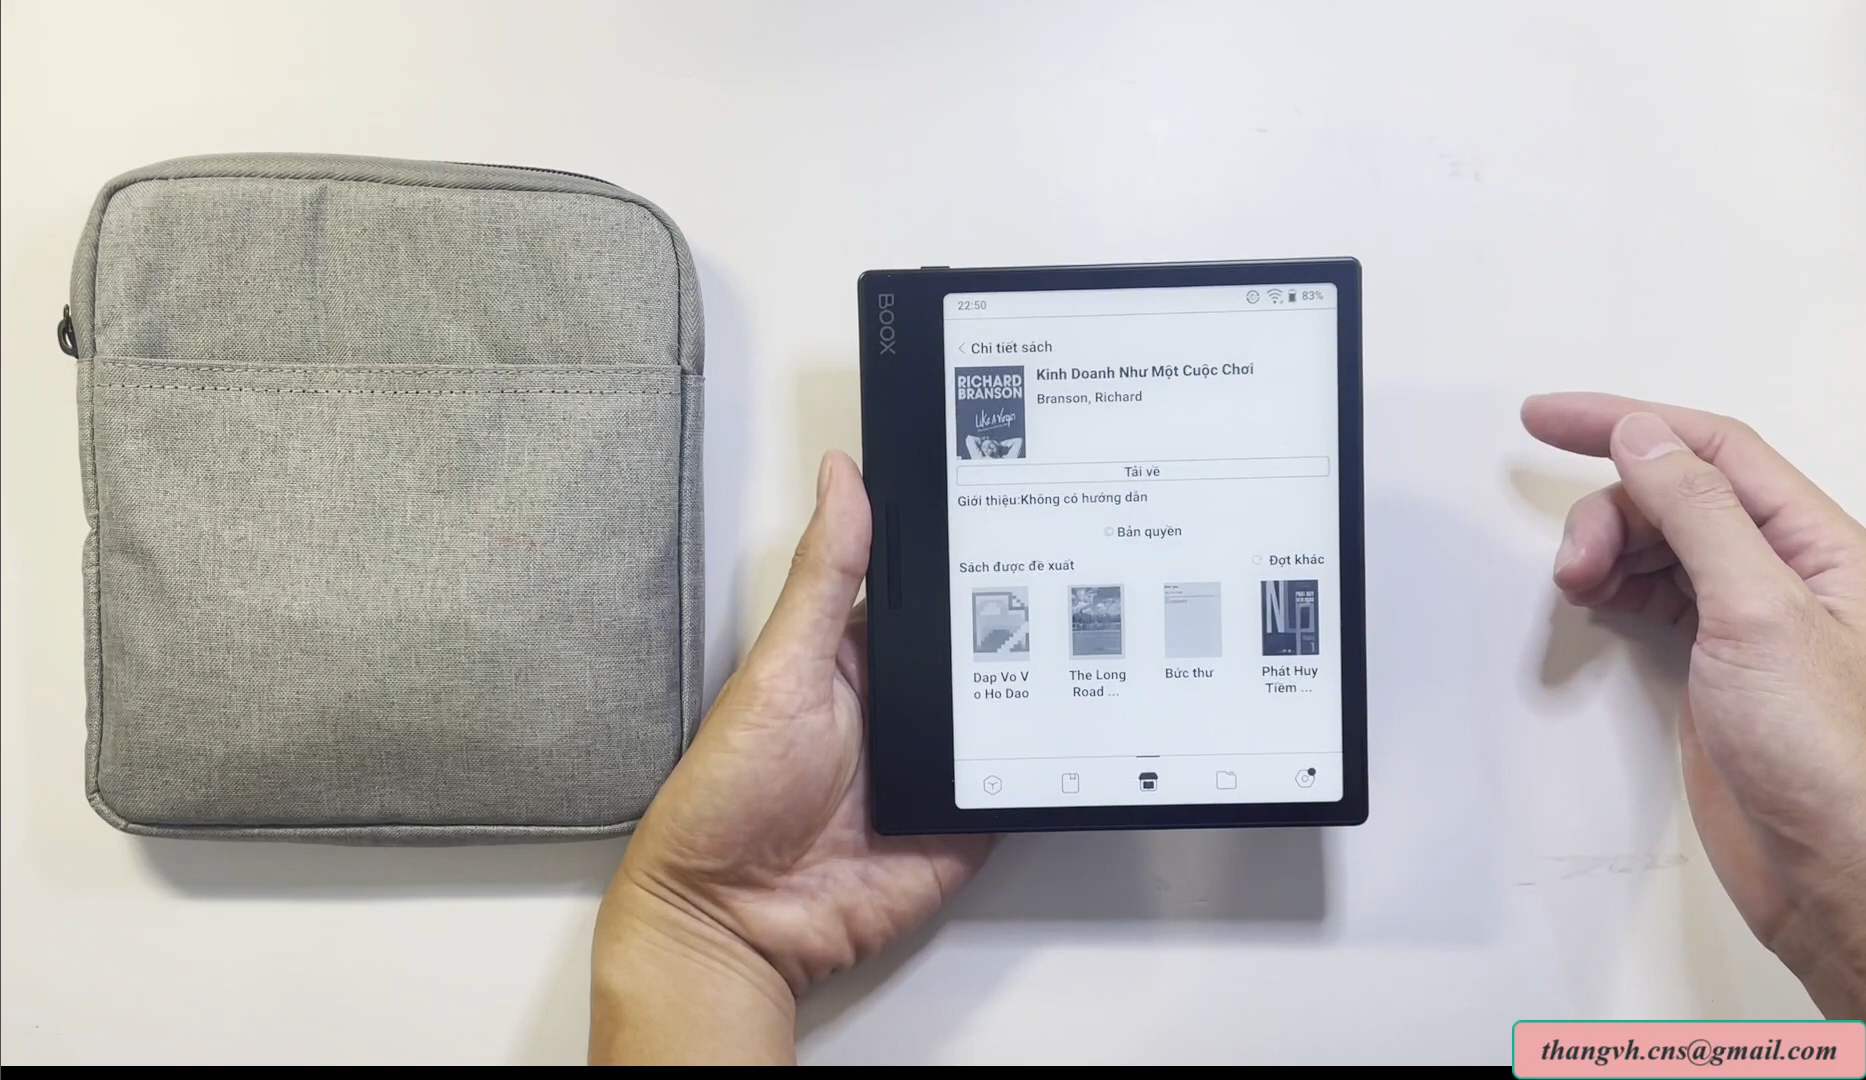 BOOX
22:50
83%
Chi tiết sách
RICHARD
BRANSON
Like A Virgin
Kinh Doanh Như Một Cuộc Chơi
Branson, Richard
Tải về
Giới thiệu:Không có hướng dẫn
© Bản quyền
Sách được đề xuất
Đợt khác
Dap Vo V
o Ho Dao
The Long
Road ...
Bức thư
Phát Huy
Tiềm ...
thangvh.cns@gmail.com